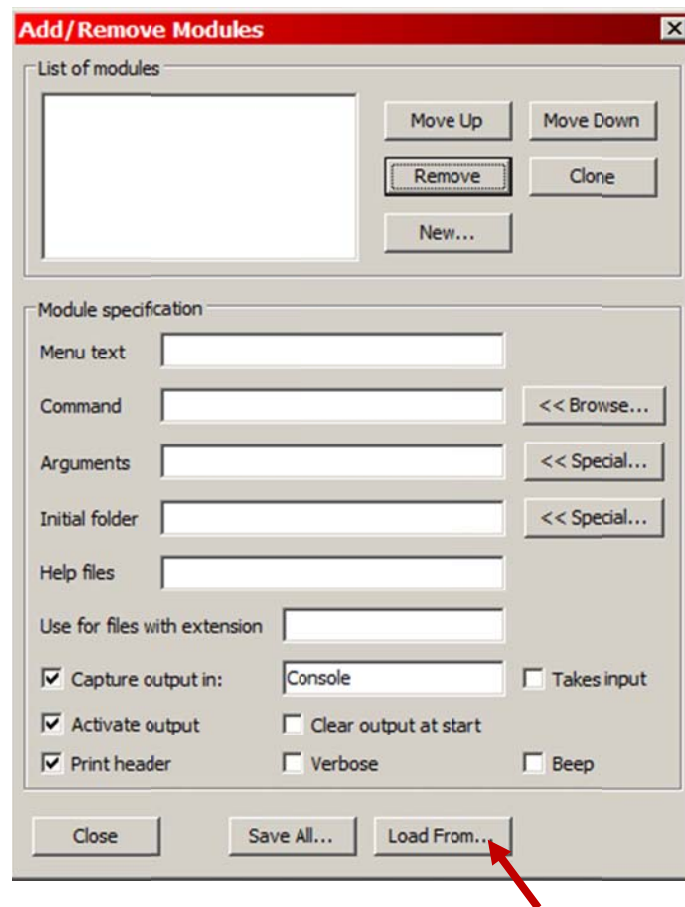 Add/Remove Modules
List of modules
Move Up Move Down
Remove Clone
New...
Module specification
Menu text
Command << Browse...
Arguments << Special...
Initial folder << Special...
Help files
Use for files with extension
Capture output in: Console Takes input
Activate output Clear output at start
Print header Verbose Beep
Close Save All... Load From...